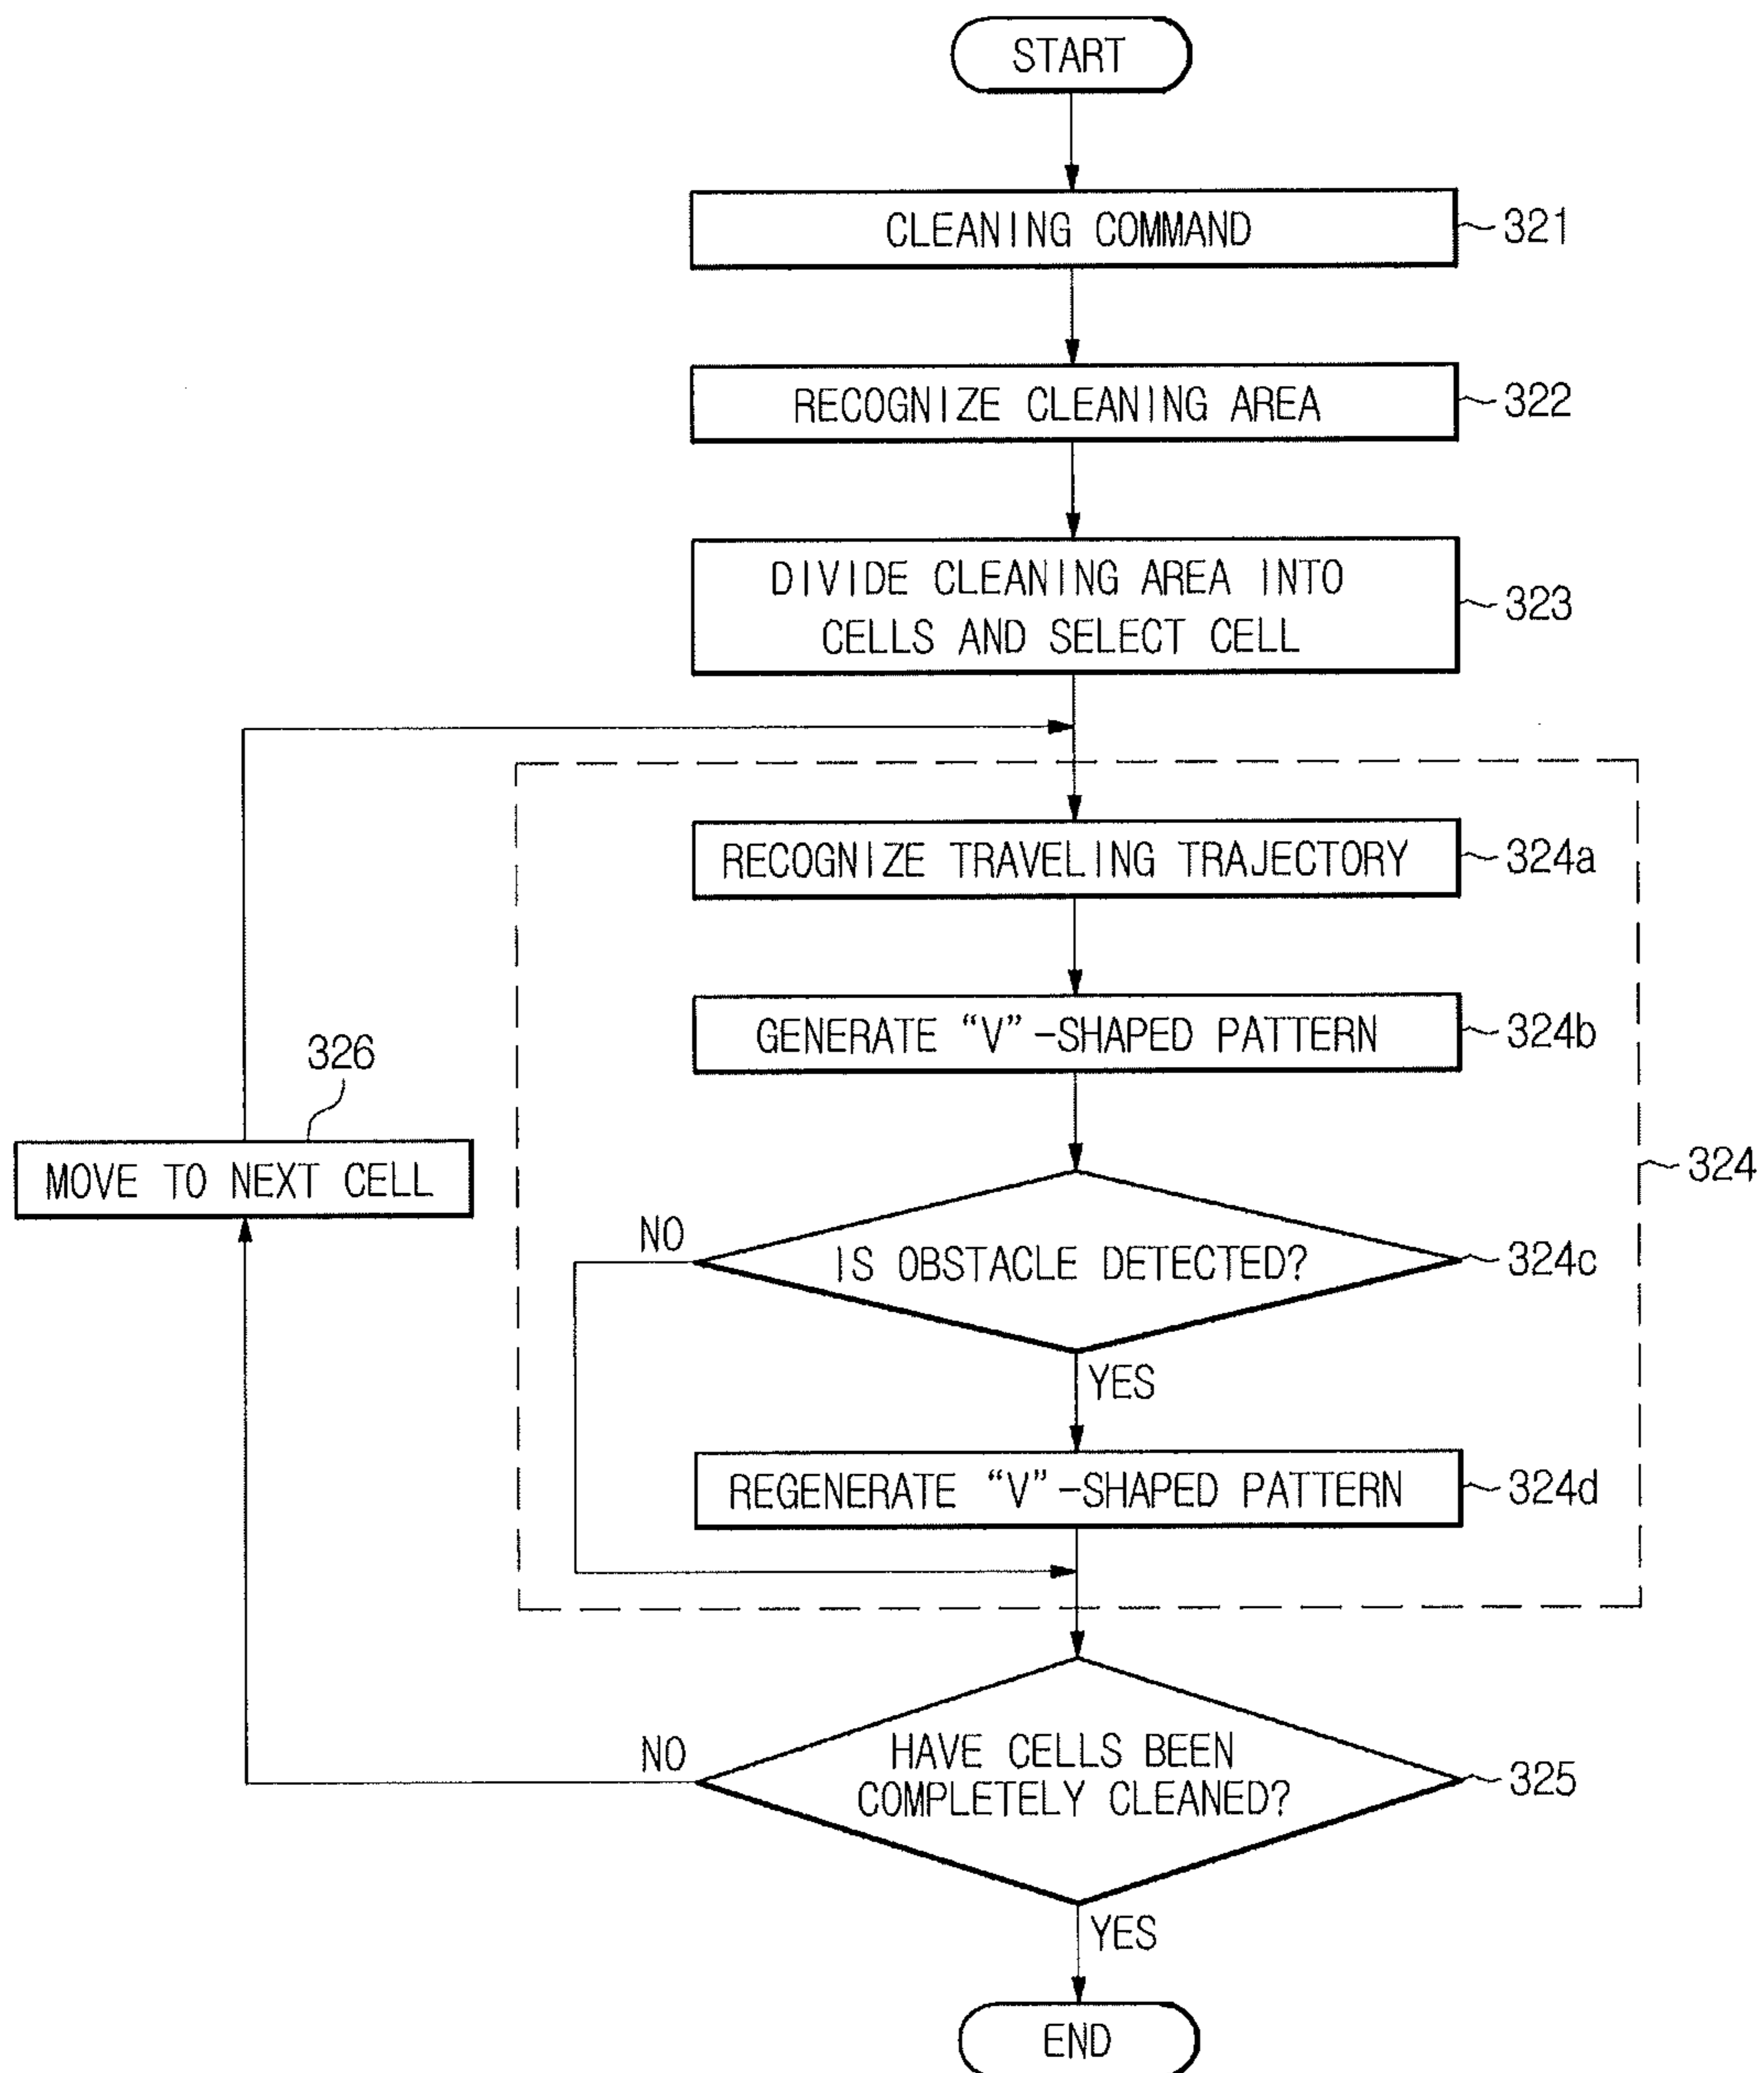 START
CLEANING COMMAND
321
RECOGNIZE CLEANING AREA
322
DIVIDE CLEANING AREA INTO
CELLS AND SELECT CELL
323
RECOGNIZE TRAVELING TRAJECTORY
324a
GENERATE “V”-SHAPED PATTERN
324b
326
MOVE TO NEXT CELL
324
NO
IS OBSTACLE DETECTED?
324c
YES
REGENERATE “V”-SHAPED PATTERN
324d
NO
HAVE CELLS BEEN
COMPLETELY CLEANED?
325
YES
END